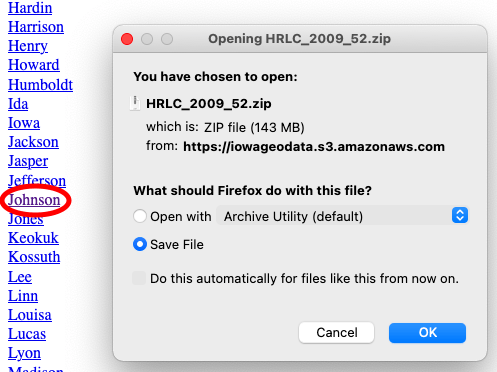 Hardin
Harrison
Henry
Howard
Humboldt
Ida
Iowa
Jackson
Jasper
Jefferson
Johnson
Jones
Keokuk
Kossuth
Lee
Linn
Louisa
Lucas
Lyon
Madison
Opening HRLC_2009_52.zip
You have chosen to open:
HRLC_2009_52.zip
which is: ZIP file (143 MB)
from: https://iowageodata.s3.amazonaws.com
What should Firefox do with this file?
Open with Archive Utility (default)
Save File
Do this automatically for files like this from now on.
Cancel OK